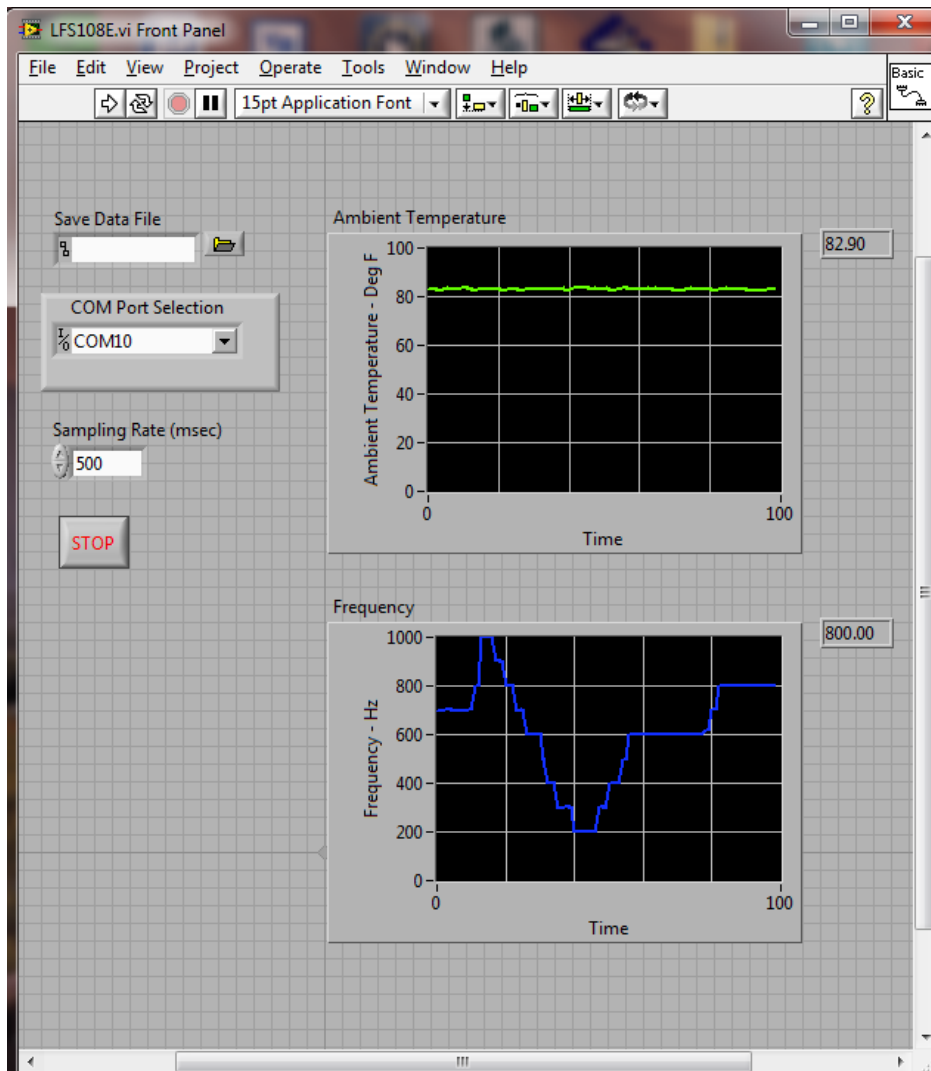 LFS108E.vi Front Panel
File Edit View Project Operate Tools Window Help
15pt Application Font
?
Basic
Save Data File
COM Port Selection
I/O COM10
Sampling Rate (msec)
500
STOP
Ambient Temperature
82.90
Ambient Temperature - Deg F
100
80
60
40
20
0
0 100
Time
Frequency
800.00
Frequency - Hz
1000
800
600
400
200
0
0 100
Time